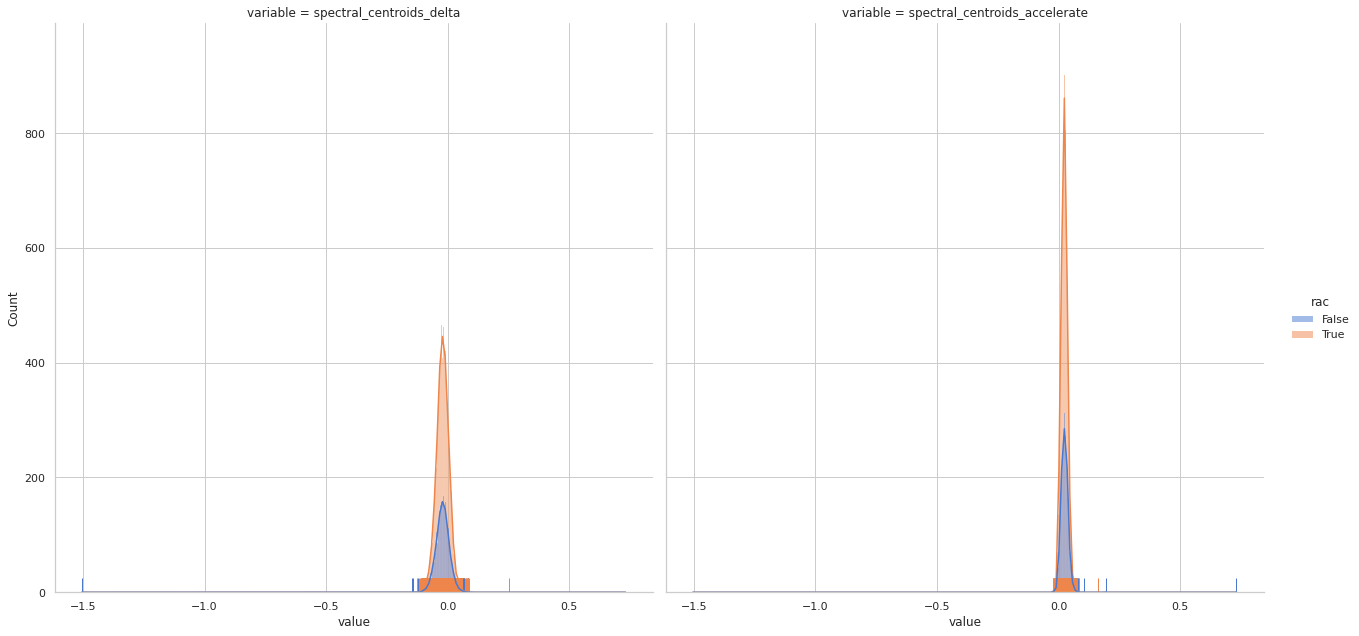 variable = spectral_centroids_delta
variable = spectral_centroids_accelerate
Count
800
600
400
200
0
−1.5 −1.0 −0.5 0.0 0.5
−1.5 −1.0 −0.5 0.0 0.5
value
value
rac
False
True